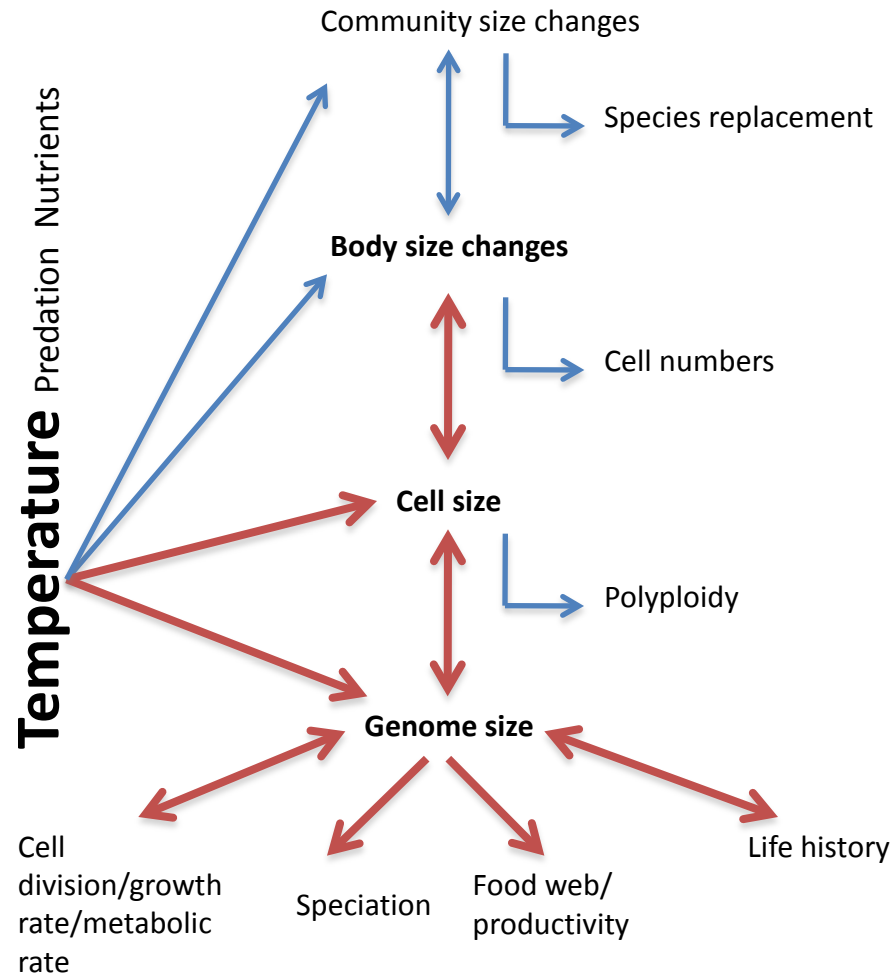 Community size changes
Species replacement
Temperature Predation Nutrients
Body size changes
Cell numbers
Cell size
Polyploidy
Genome size
Cell
division/growth
rate/metabolic
rate
Speciation
Food web/
productivity
Life history